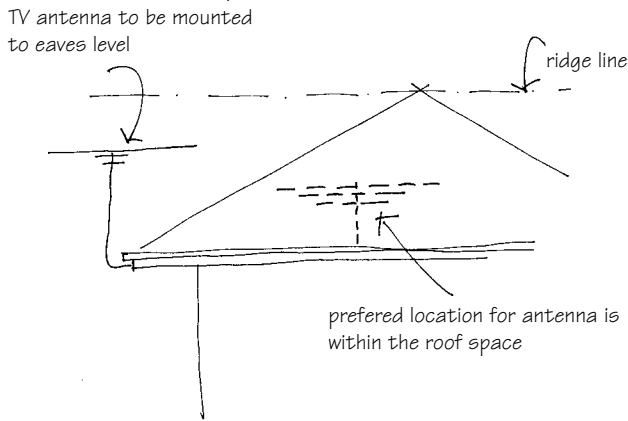 TV antenna to be mounted
to eaves level
ridge line
prefered location for antenna is
within the roof space